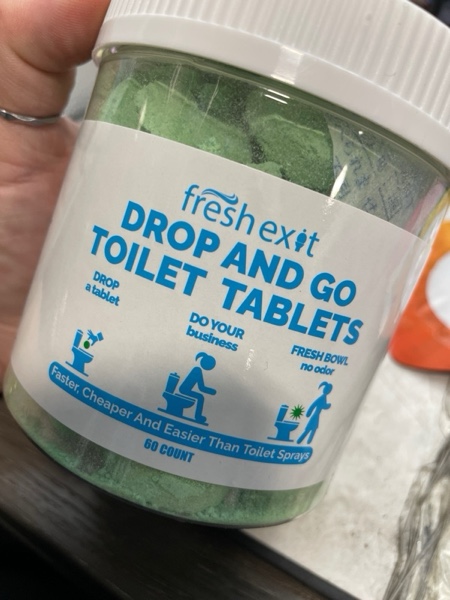 fresh exit
DROP AND GO
TOILET TABLETS
DROP
a tablet
DO YOUR
business
FRESH BOWL
no odor
Faster, Cheaper And Easier Than Toilet Sprays
60 COUNT